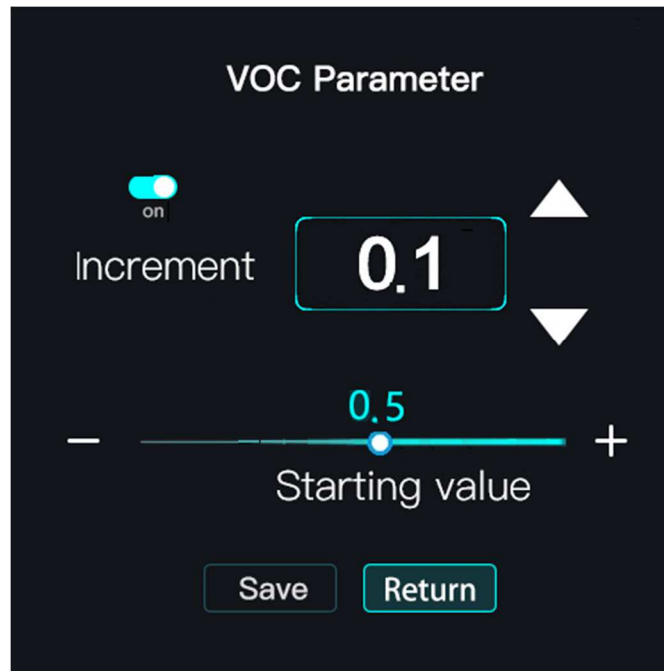 VOC Parameter
on
Increment
0.1
0.5
− +
Starting value
Save Return